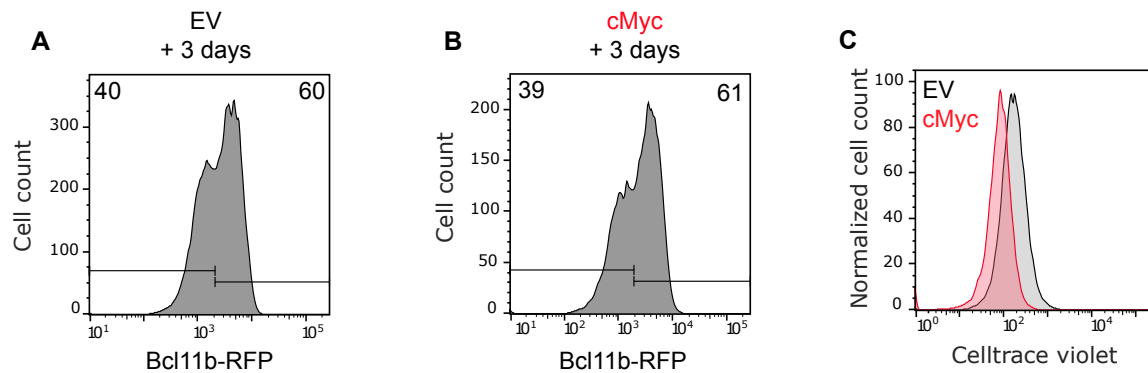 A
EV
+ 3 days
40
60
300
200
100
0
Cell count
10¹
10³
10⁵
Bcl11b-RFP
B
cMyc
+ 3 days
39
61
200
150
100
50
0
Cell count
10¹
10²
10³
10⁴
10⁵
Bcl11b-RFP
C
EV
cMyc
100
80
60
40
20
0
Normalized cell count
10⁰
10²
10⁴
Celltrace violet